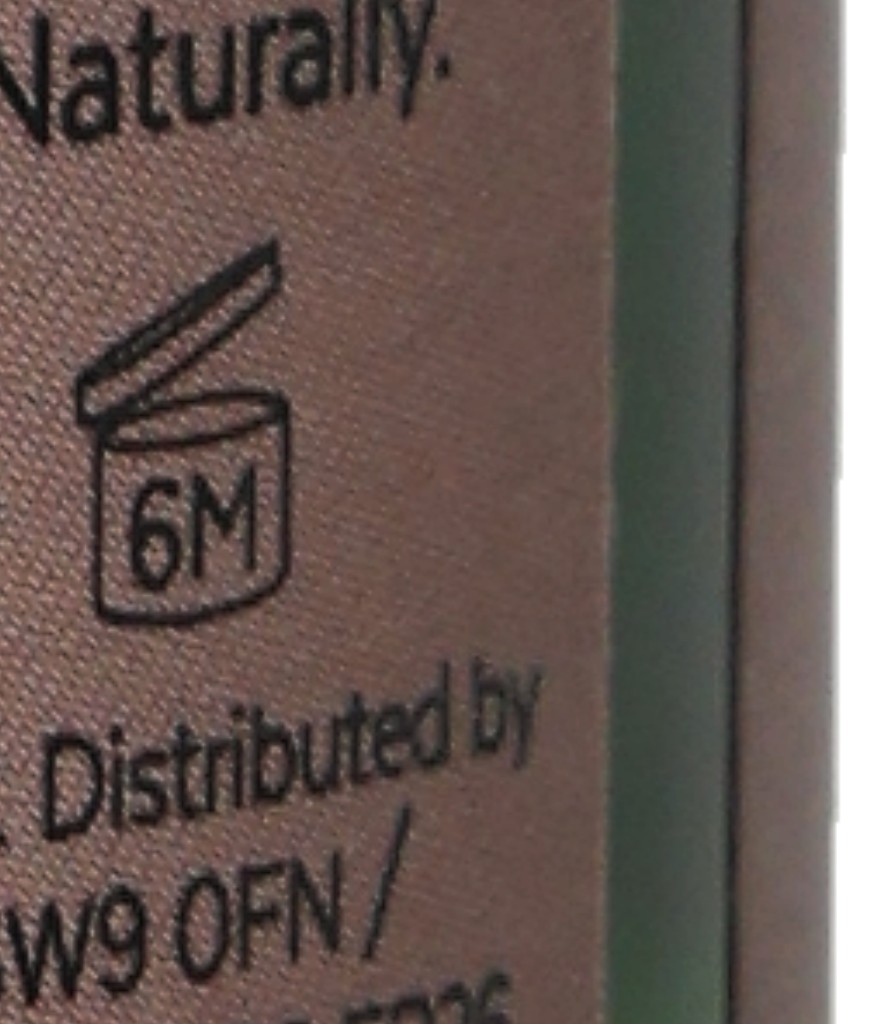 Naturally.
6M
Distributed by
W9 0FN /